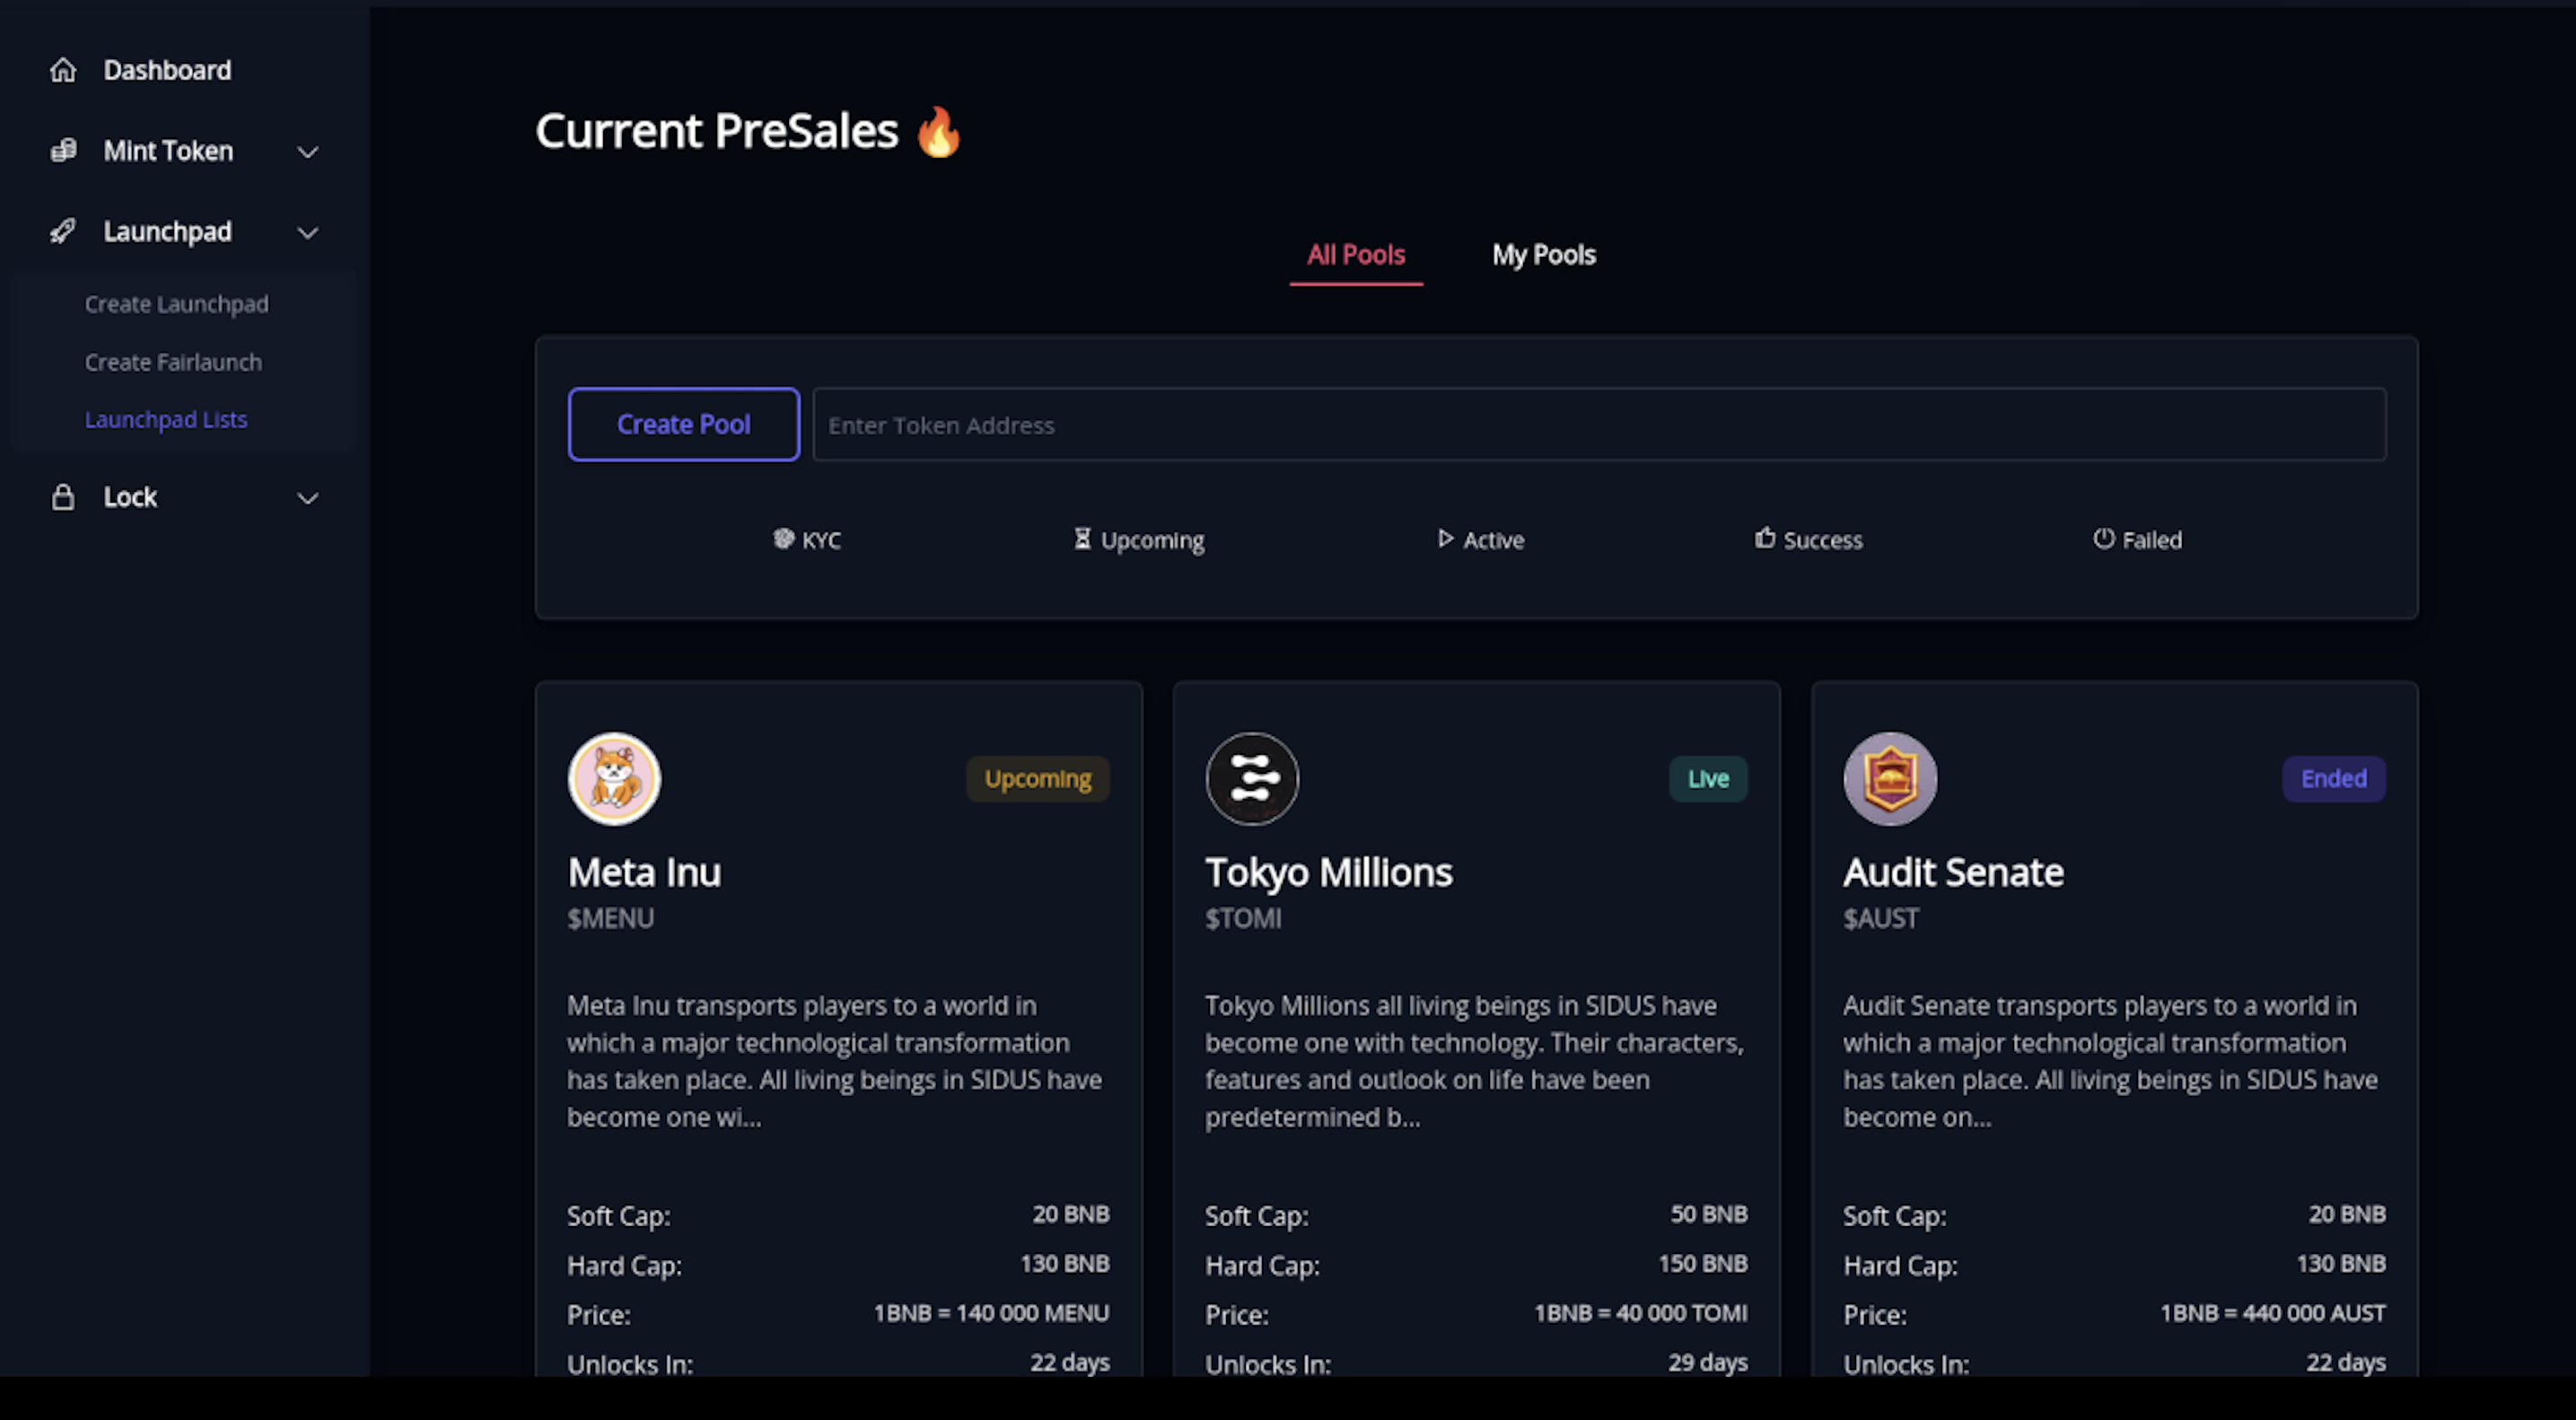 Dashboard
Mint Token
Launchpad
Create Launchpad
Create Fairlaunch
Launchpad Lists
Lock
Current PreSales 🔥
All Pools
My Pools
Create Pool
Enter Token Address
KYC
Upcoming
Active
Success
Failed
Upcoming
Meta Inu
$MENU
Meta Inu transports players to a world in
which a major technological transformation
has taken place. All living beings in SIDUS have
become one wi...
Soft Cap: 20 BNB
Hard Cap: 130 BNB
Price: 1BNB = 140 000 MENU
Unlocks In: 22 days
Live
Tokyo Millions
$TOMI
Tokyo Millions all living beings in SIDUS have
become one with technology. Their characters,
features and outlook on life have been
predetermined b...
Soft Cap: 50 BNB
Hard Cap: 150 BNB
Price: 1BNB = 40 000 TOMI
Unlocks In: 29 days
Ended
Audit Senate
$AUST
Audit Senate transports players to a world in
which a major technological transformation
has taken place. All living beings in SIDUS have
become on...
Soft Cap: 20 BNB
Hard Cap: 130 BNB
Price: 1BNB = 440 000 AUST
Unlocks In: 22 days